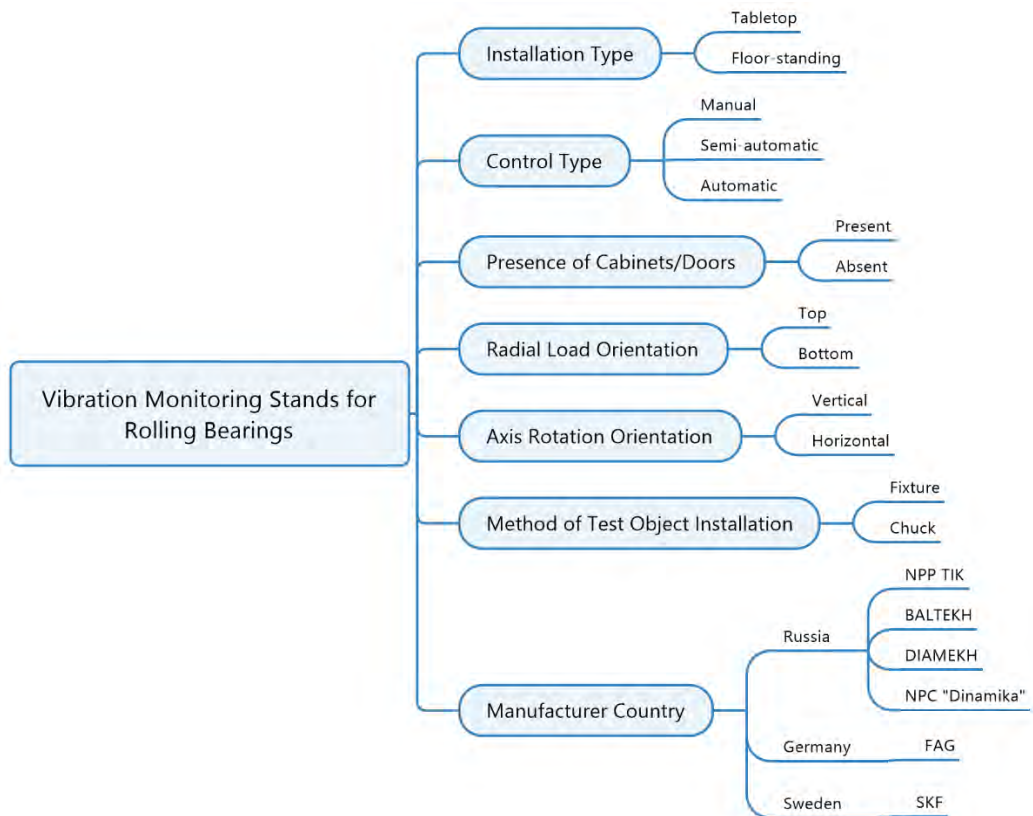 Vibration Monitoring Stands for
Rolling Bearings
Installation Type
Tabletop
Floor-standing
Control Type
Manual
Semi-automatic
Automatic
Presence of Cabinets/Doors
Present
Absent
Radial Load Orientation
Top
Bottom
Axis Rotation Orientation
Vertical
Horizontal
Method of Test Object Installation
Fixture
Chuck
Manufacturer Country
Russia
NPP TIK
BALTEKH
DIAMEKH
NPC "Dinamika"
Germany
FAG
Sweden
SKF